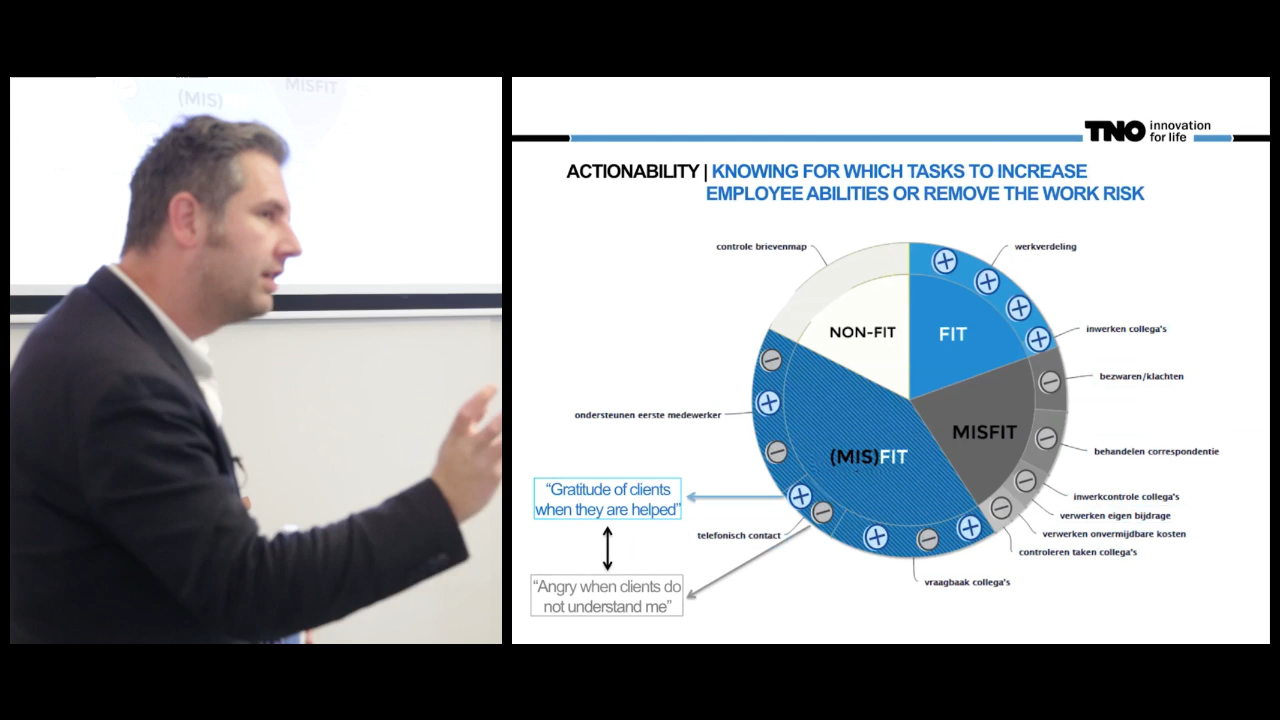 (MIS)
MISFIT
TNO innovation
for life
ACTIONABILITY | KNOWING FOR WHICH TASKS TO INCREASE
EMPLOYEE ABILITIES OR REMOVE THE WORK RISK
controle brievenmap
werkverdeling
NON-FIT
FIT
inwerken collega's
bezwaren/klachten
ondersteunen eerste medewerker
MISFIT
behandelen correspondentie
(MIS)FIT
"Gratitude of clients
when they are helped"
inwerkcontrole collega's
verwerken eigen bijdrage
telefonisch contact
verwerken onvermijdbare kosten
controleren taken collega's
"Angry when clients do
not understand me"
vraagbaak collega's